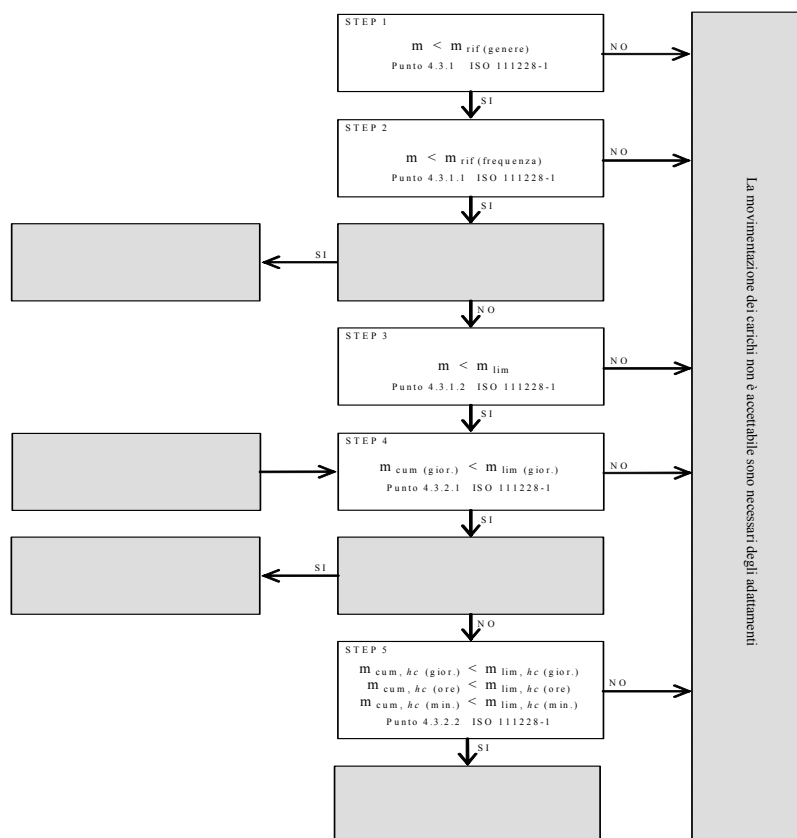 STEP 1
m < m rif (genere)
Punto 4.3.1 ISO 111228-1
NO
SI
STEP 2
m < m rif (frequenza)
Punto 4.3.1.1 ISO 111228-1
NO
SI
SI
NO
STEP 3
m < m lim
Punto 4.3.1.2 ISO 111228-1
NO
SI
STEP 4
m cum (gior.) < m lim (gior.)
Punto 4.3.2.1 ISO 111228-1
NO
SI
SI
NO
STEP 5
m cum, hc (gior.) < m lim, hc (gior.)
m cum, hc (ore) < m lim, hc (ore)
m cum, hc (min.) < m lim, hc (min.)
Punto 4.3.2.2 ISO 111228-1
NO
SI
La movimentazione dei carichi non è accettabile sono necessari degli adattamenti